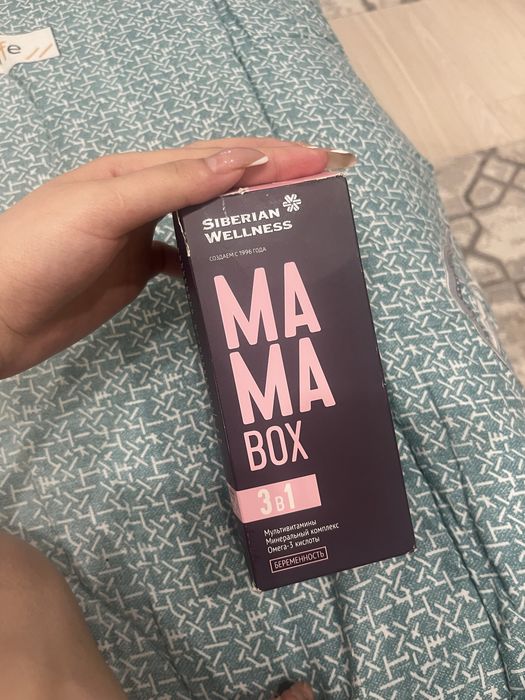 SIBERIAN
WELLNESS
СОЗДАЕМ С 1996 ГОДА
MA
MA
BOX
3 в 1
Мультивитамины
Минеральный комплекс
Омега-3 кислоты
БЕРЕМЕННОСТЬ